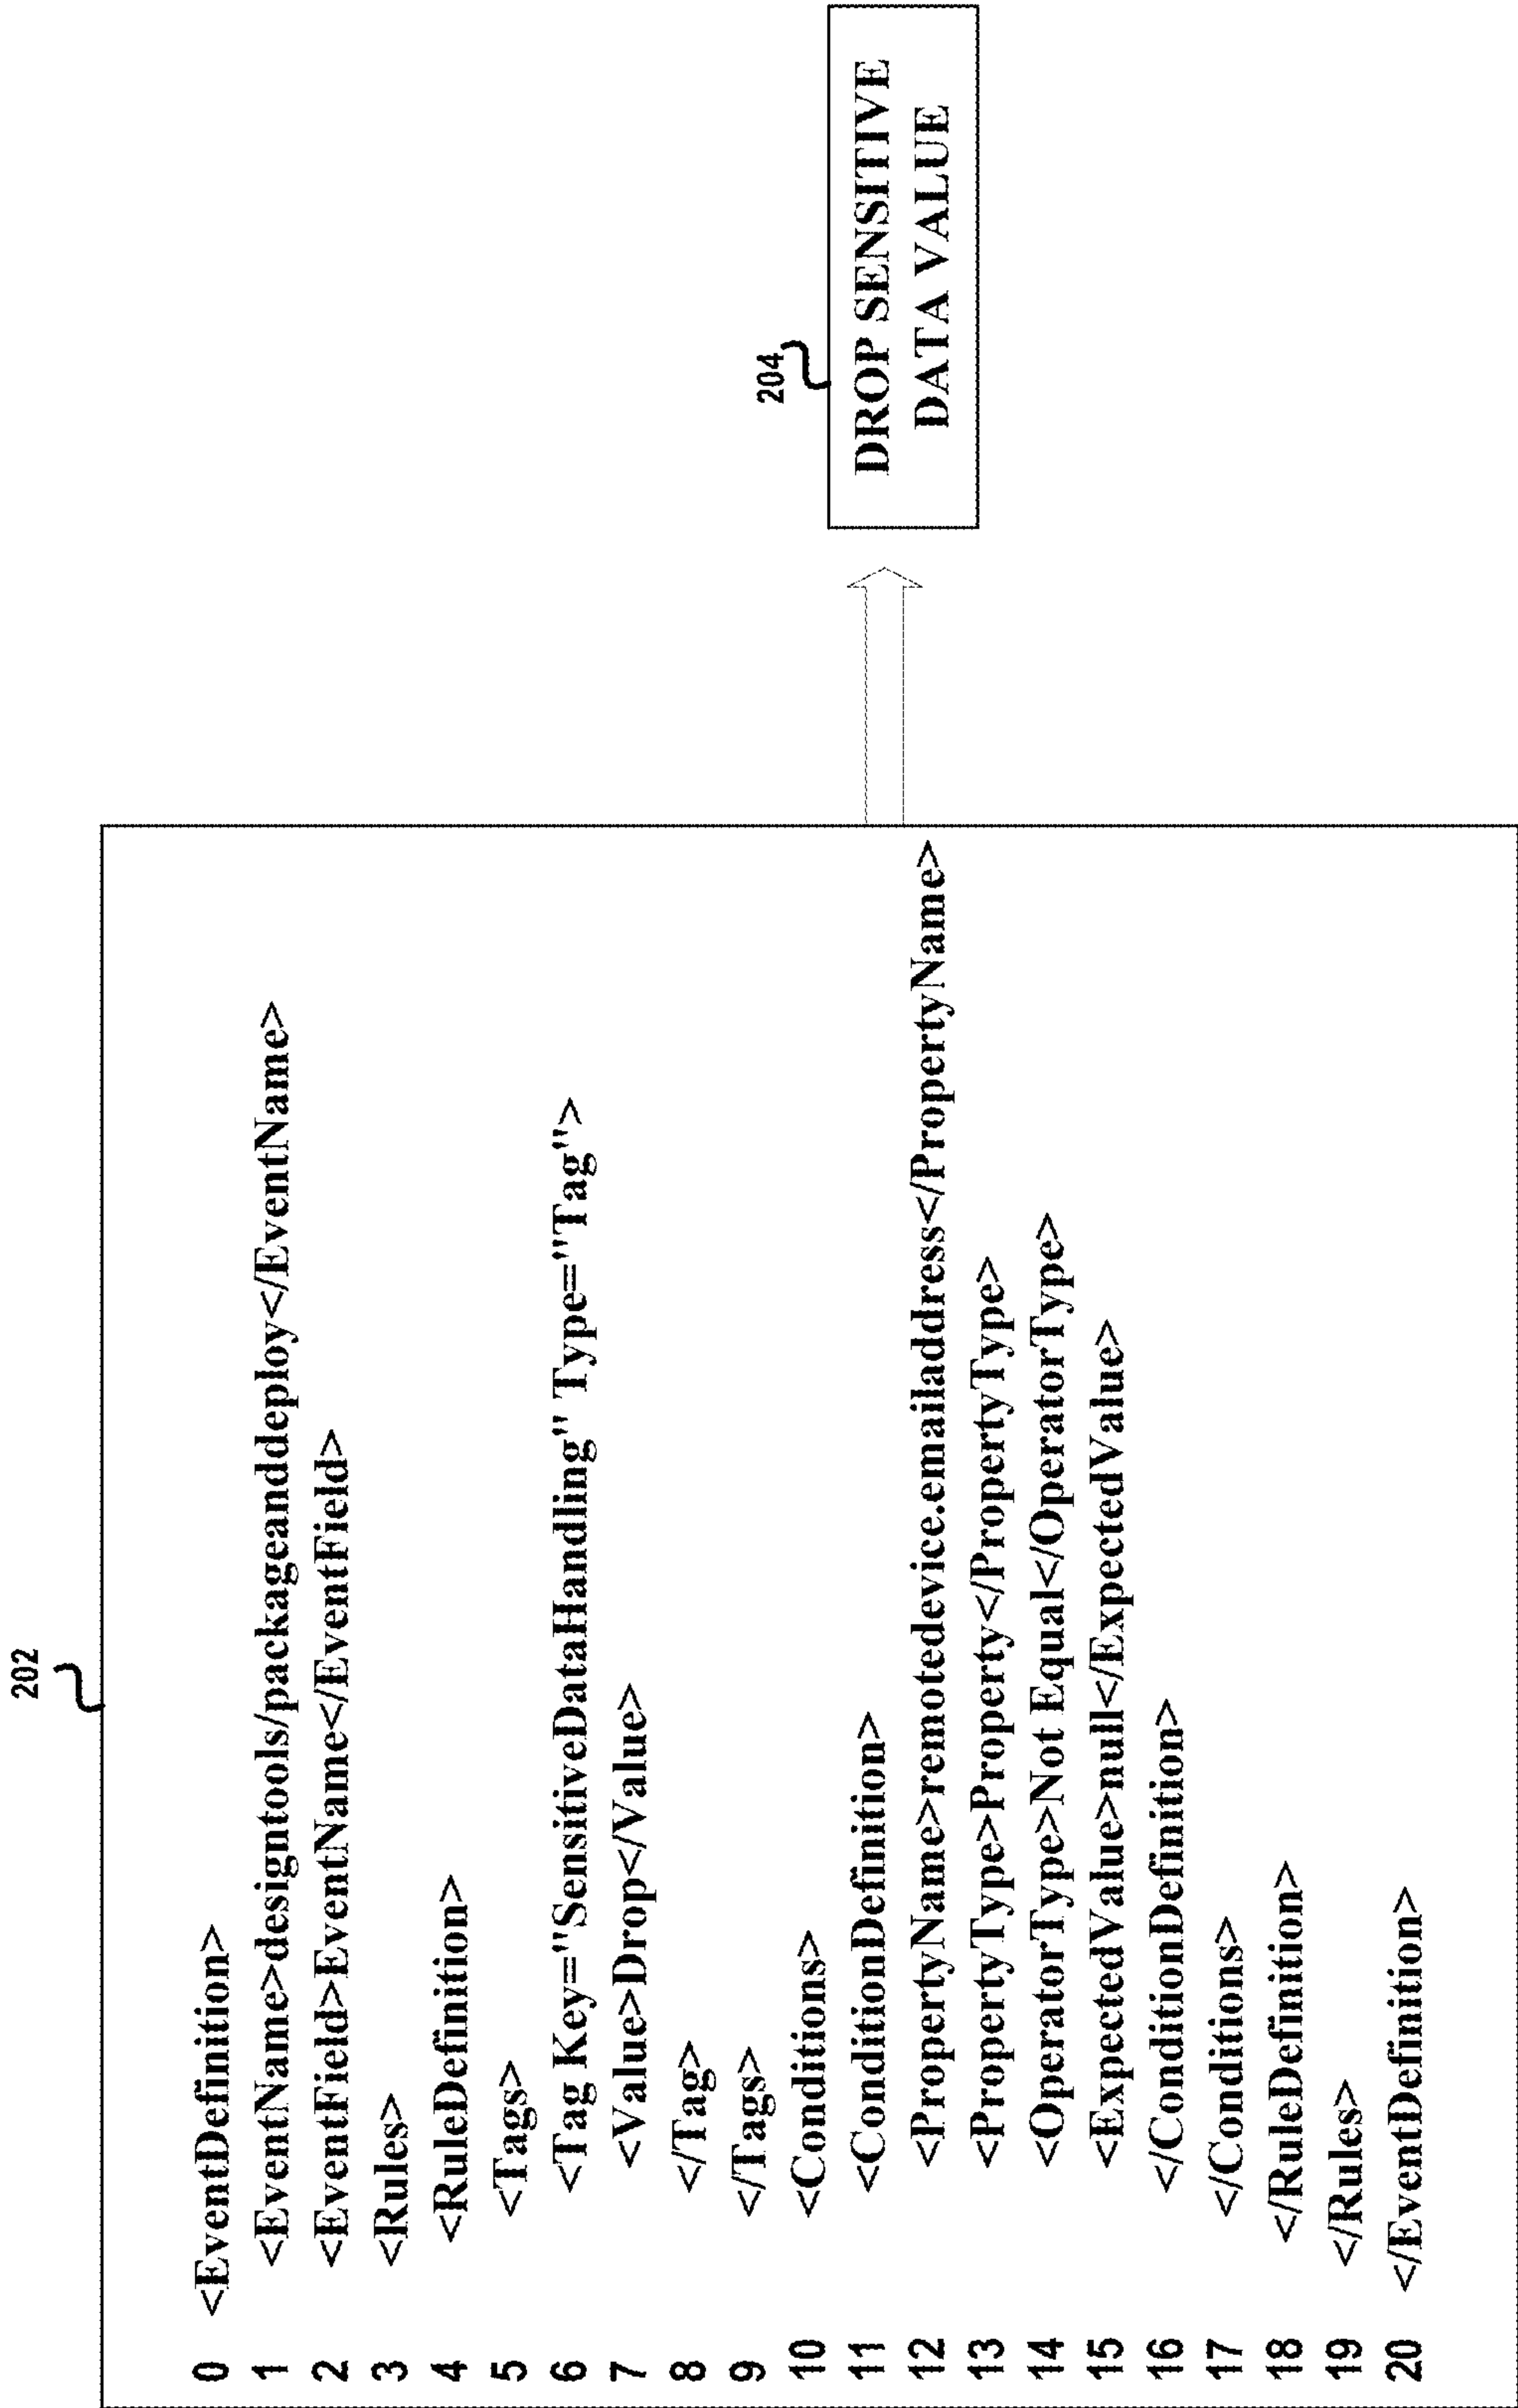 202
0 <EventDefinition>
1 <EventName>designtools/packageanddeploy</EventName>
2 <EventField>EventName</EventField>
3 <Rules>
4 <RuleDefinition>
5 <Tags>
6 <Tag Key="SensitiveDataHandling" Type="Tag">
7 <Value>Drop</Value>
8 </Tag>
9 </Tags>
10 <Conditions>
11 <ConditionDefinition>
12 <PropertyName>remotedevice.emailaddress</PropertyName>
13 <PropertyType>Property</PropertyType>
14 <OperatorType>Not Equal</OperatorType>
15 <ExpectedValue>null</ExpectedValue>
16 </ConditionDefinition>
17 </Conditions>
18 </RuleDefinition>
19 </Rules>
20 </EventDefinition>
204
DROP SENSITIVE
DATA VALUE